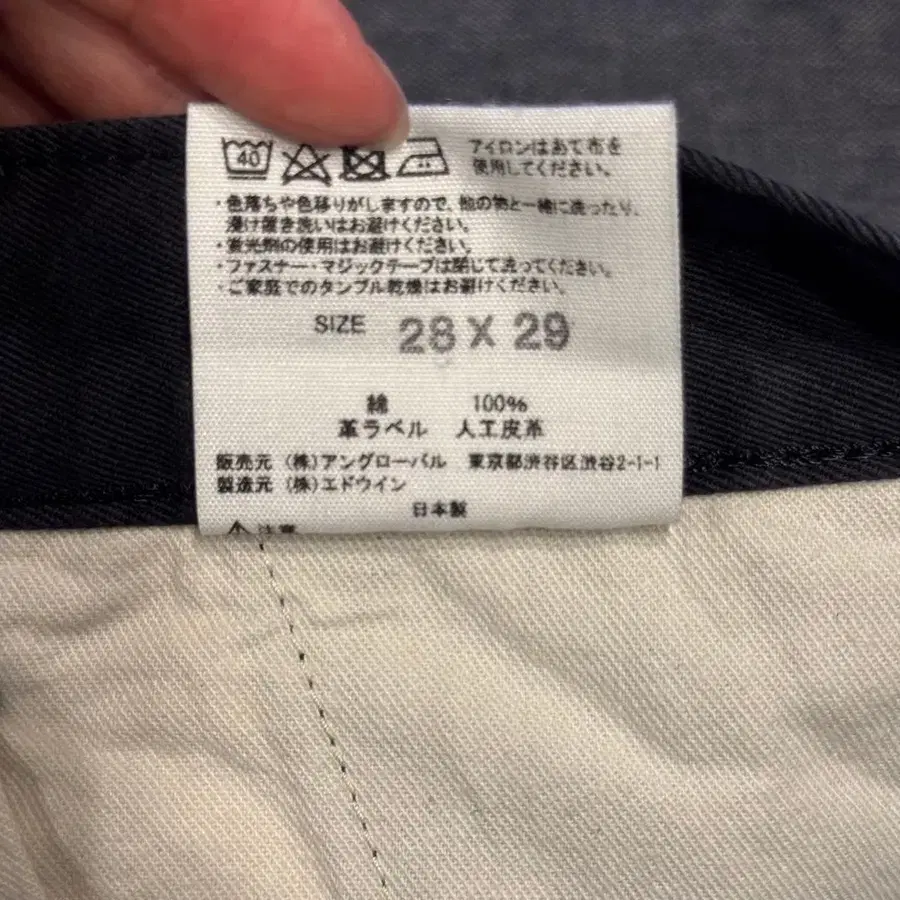 40 アイロンはあて布を
使用してください。
・色落ちや色移りがしますので、他の物と一緒に洗ったり、
浸け置き洗いはお避けください。
・蛍光剤の使用はお避けください。
・ファスナー・マジックテープは閉じて洗ってください。
・ご家庭でのタンブル乾燥はお避けください。
SIZE 28 X 29
綿 100%
革ラベル 人工皮革
販売元 (株)アングローバル 東京都渋谷区渋谷2-1-1
製造元 (株)エドウイン
日本製
⚠注意